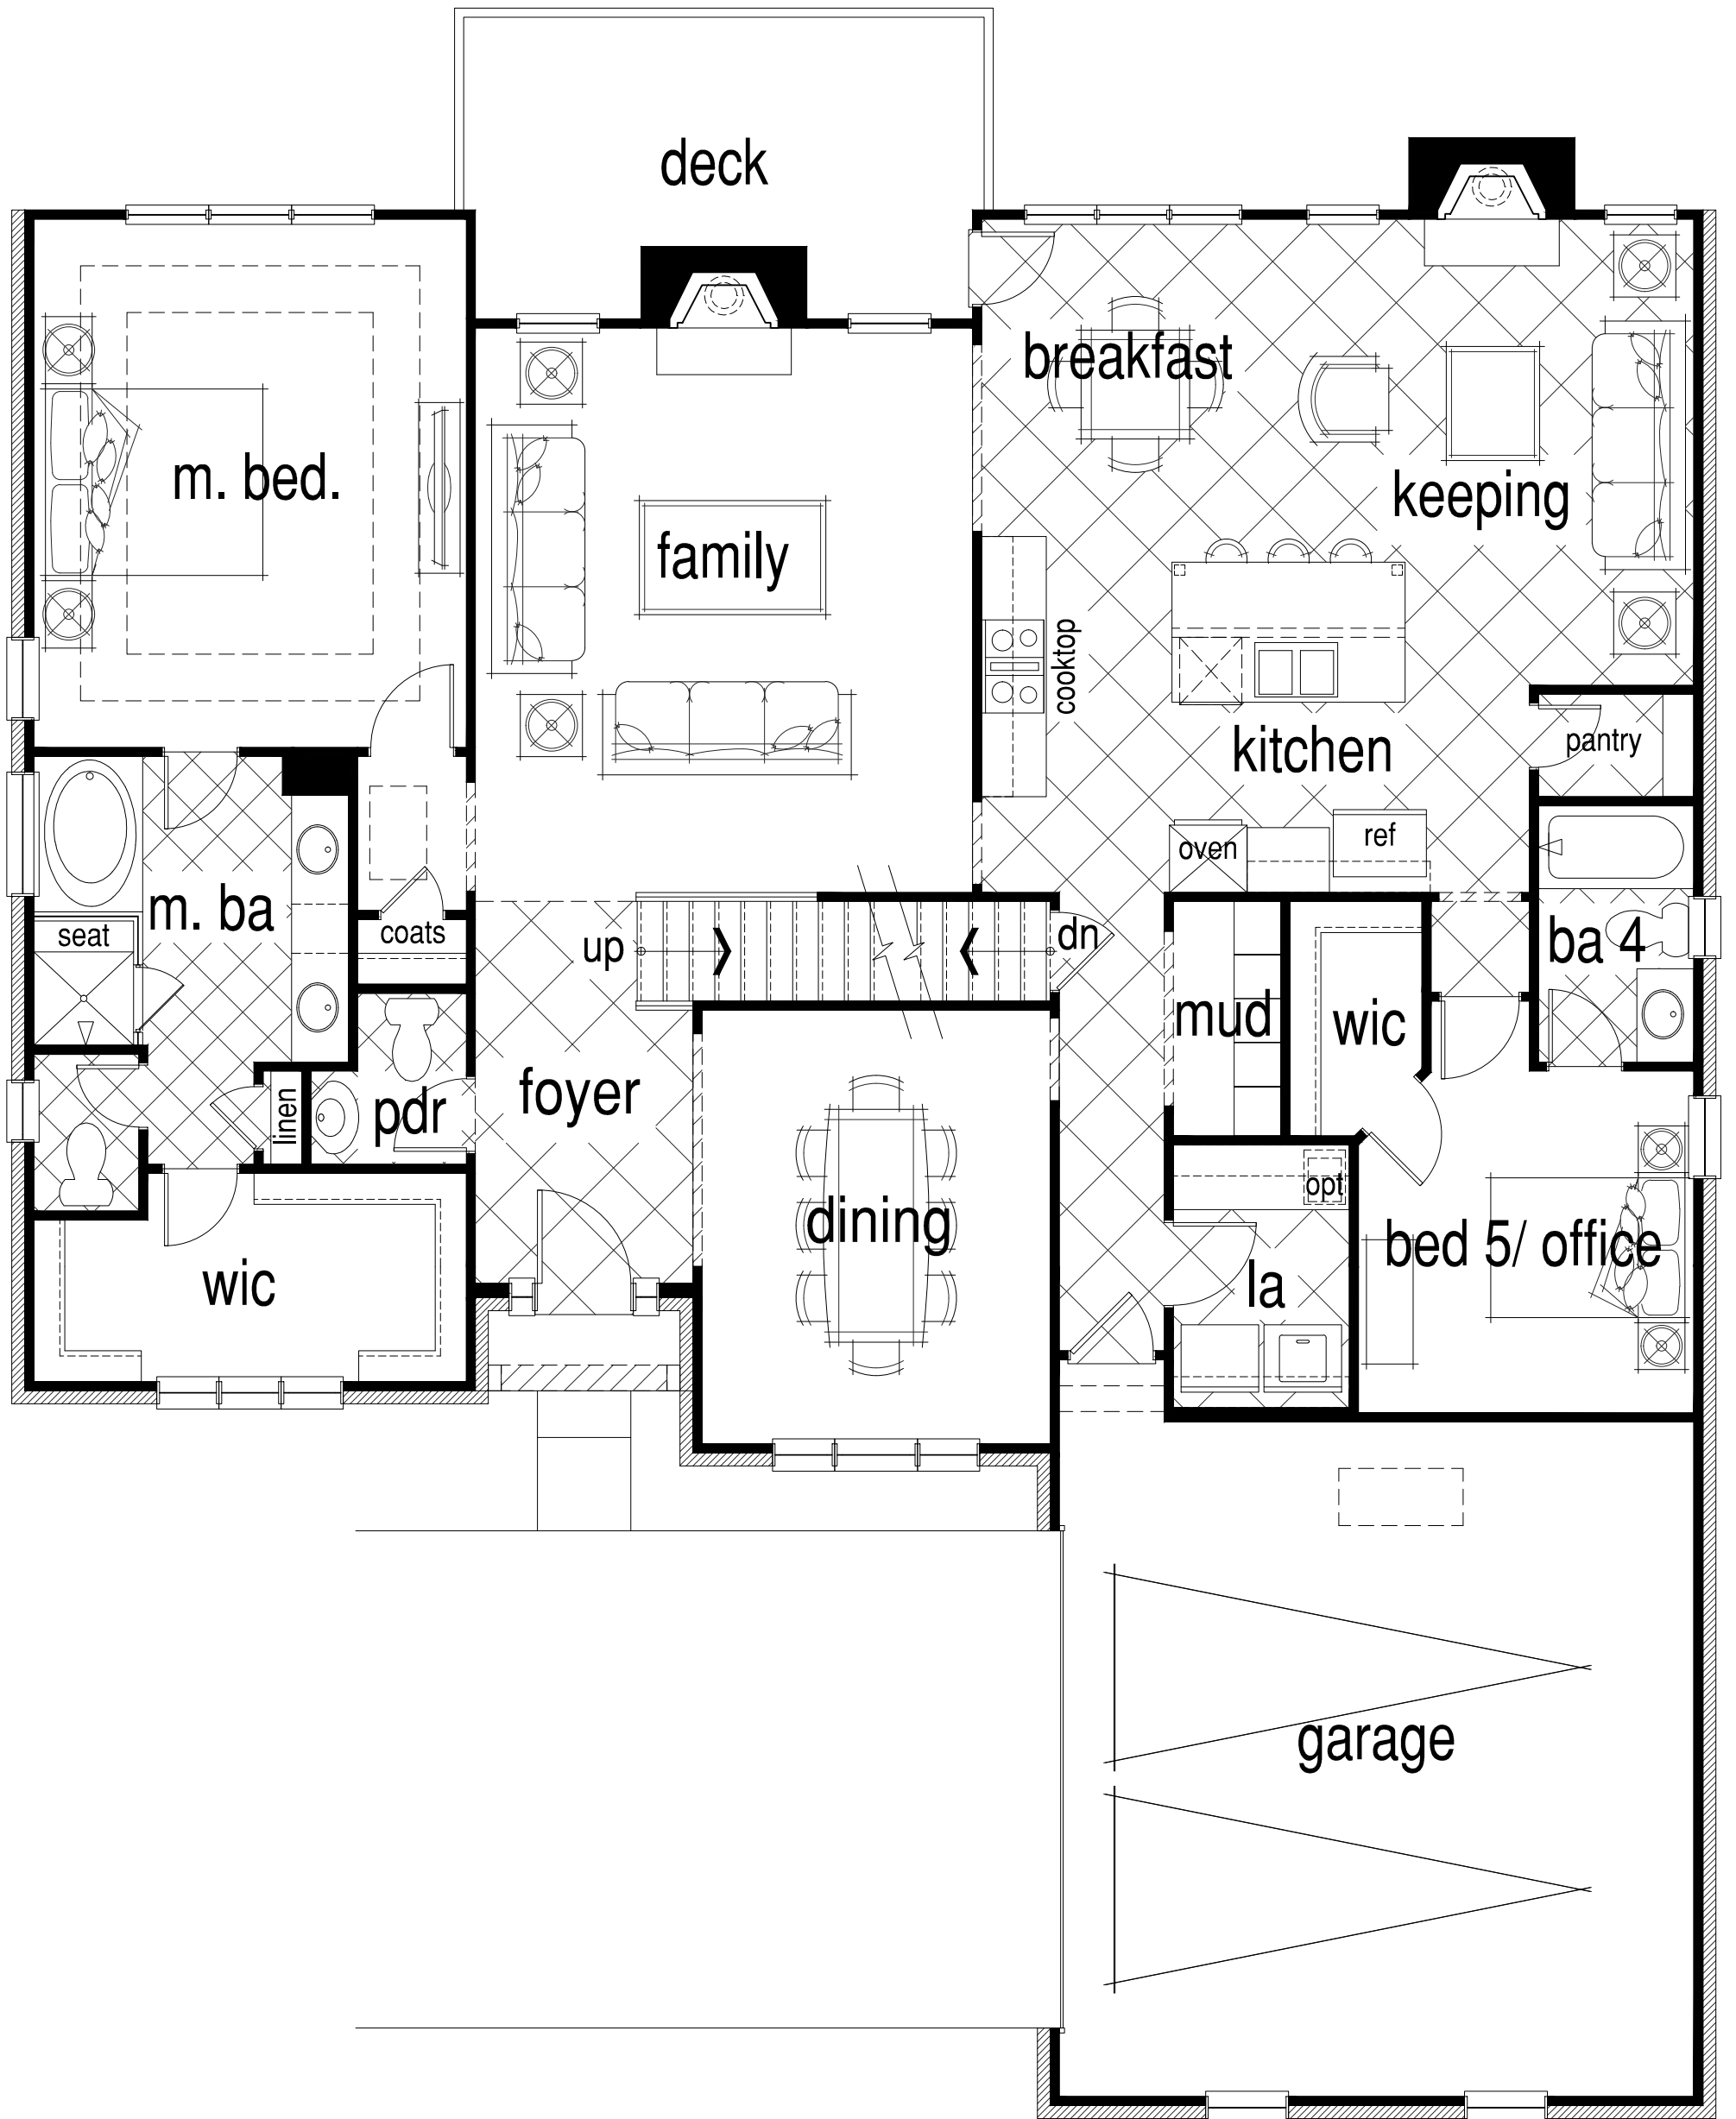 deck
breakfast
m. bed.
keeping
family
cooktop
kitchen
pantry
oven
ref
m. ba
seat
coats
up
dn
ba 4
mud
wic
foyer
pdr
linen
opt
dining
bed 5/ office
wic
la
garage